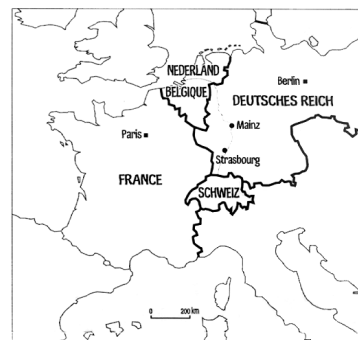 NEDERLAND
BELGIQUE
Berlin
DEUTSCHES REICH
Mainz
Paris
Strasbourg
FRANCE
SCHWEIZ
0 200 km